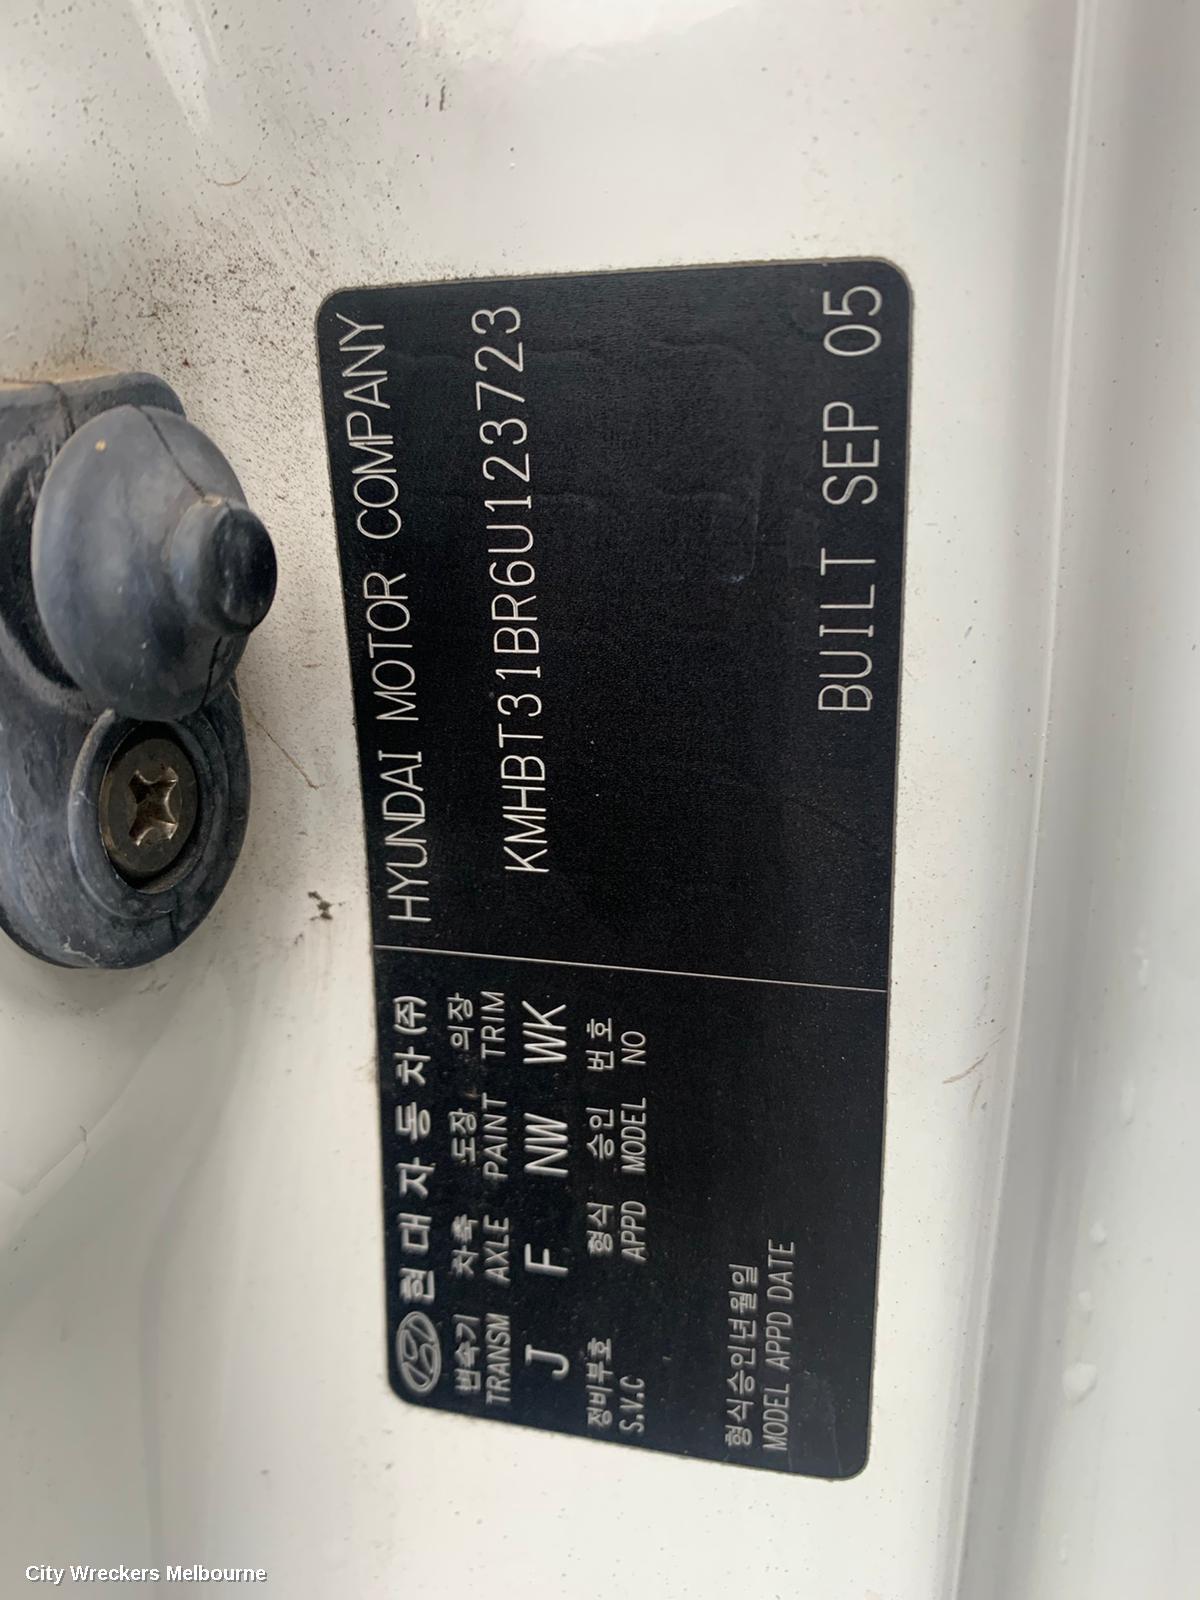 현대자동차(주)
변속기 차축 도장 의장
TRANSM AXLE PAINT TRIM
J F NW WK
정비부호 형식 승인 번호
S.V.C APPD MODEL NO
형식승인년월일
MODEL APPD DATE
HYUNDAI MOTOR COMPANY
KMHBT31BR6U123723
BUILT SEP 05
City Wreckers Melbourne